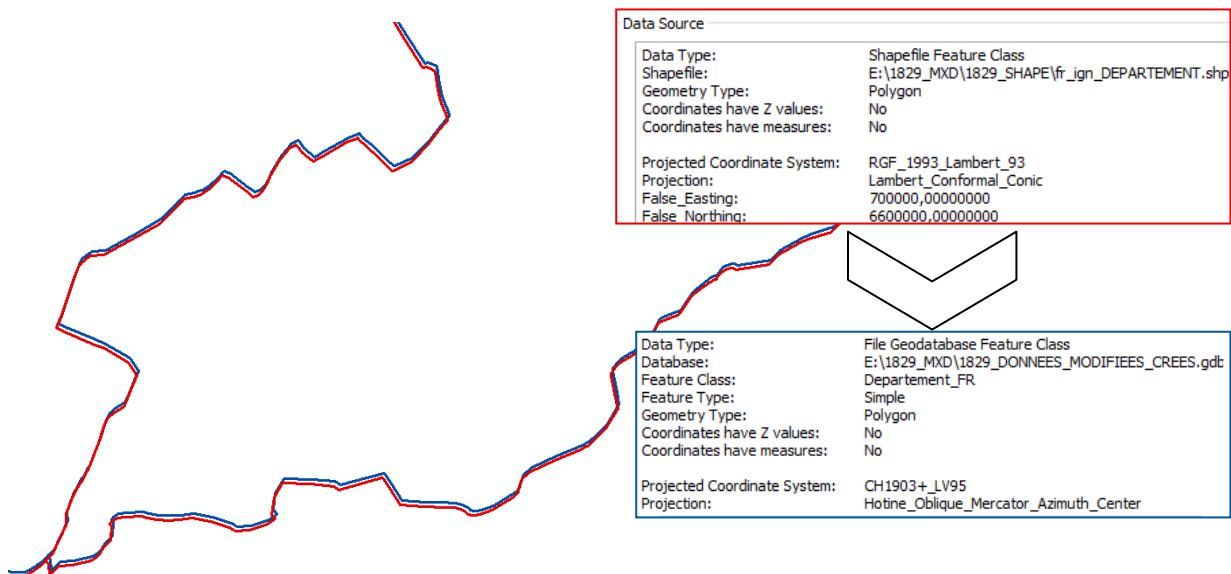 Data Source
Data Type: Shapefile Feature Class
Shapefile: E:\1829_MXD\1829_SHAPE\fr_ign_DEPARTEMENT.shp
Geometry Type: Polygon
Coordinates have Z values: No
Coordinates have measures: No
Projected Coordinate System: RGF_1993_Lambert_93
Projection: Lambert_Conformal_Conic
False_Easting: 700000,00000000
False_Northing: 6600000,00000000
Data Type: File Geodatabase Feature Class
Database: E:\1829_MXD\1829_DONNEES_MODIFIEES_CREES.gdb
Feature Class: Departement_FR
Feature Type: Simple
Geometry Type: Polygon
Coordinates have Z values: No
Coordinates have measures: No
Projected Coordinate System: CH1903+_LV95
Projection: Hotine_Oblique_Mercator_Azimuth_Center